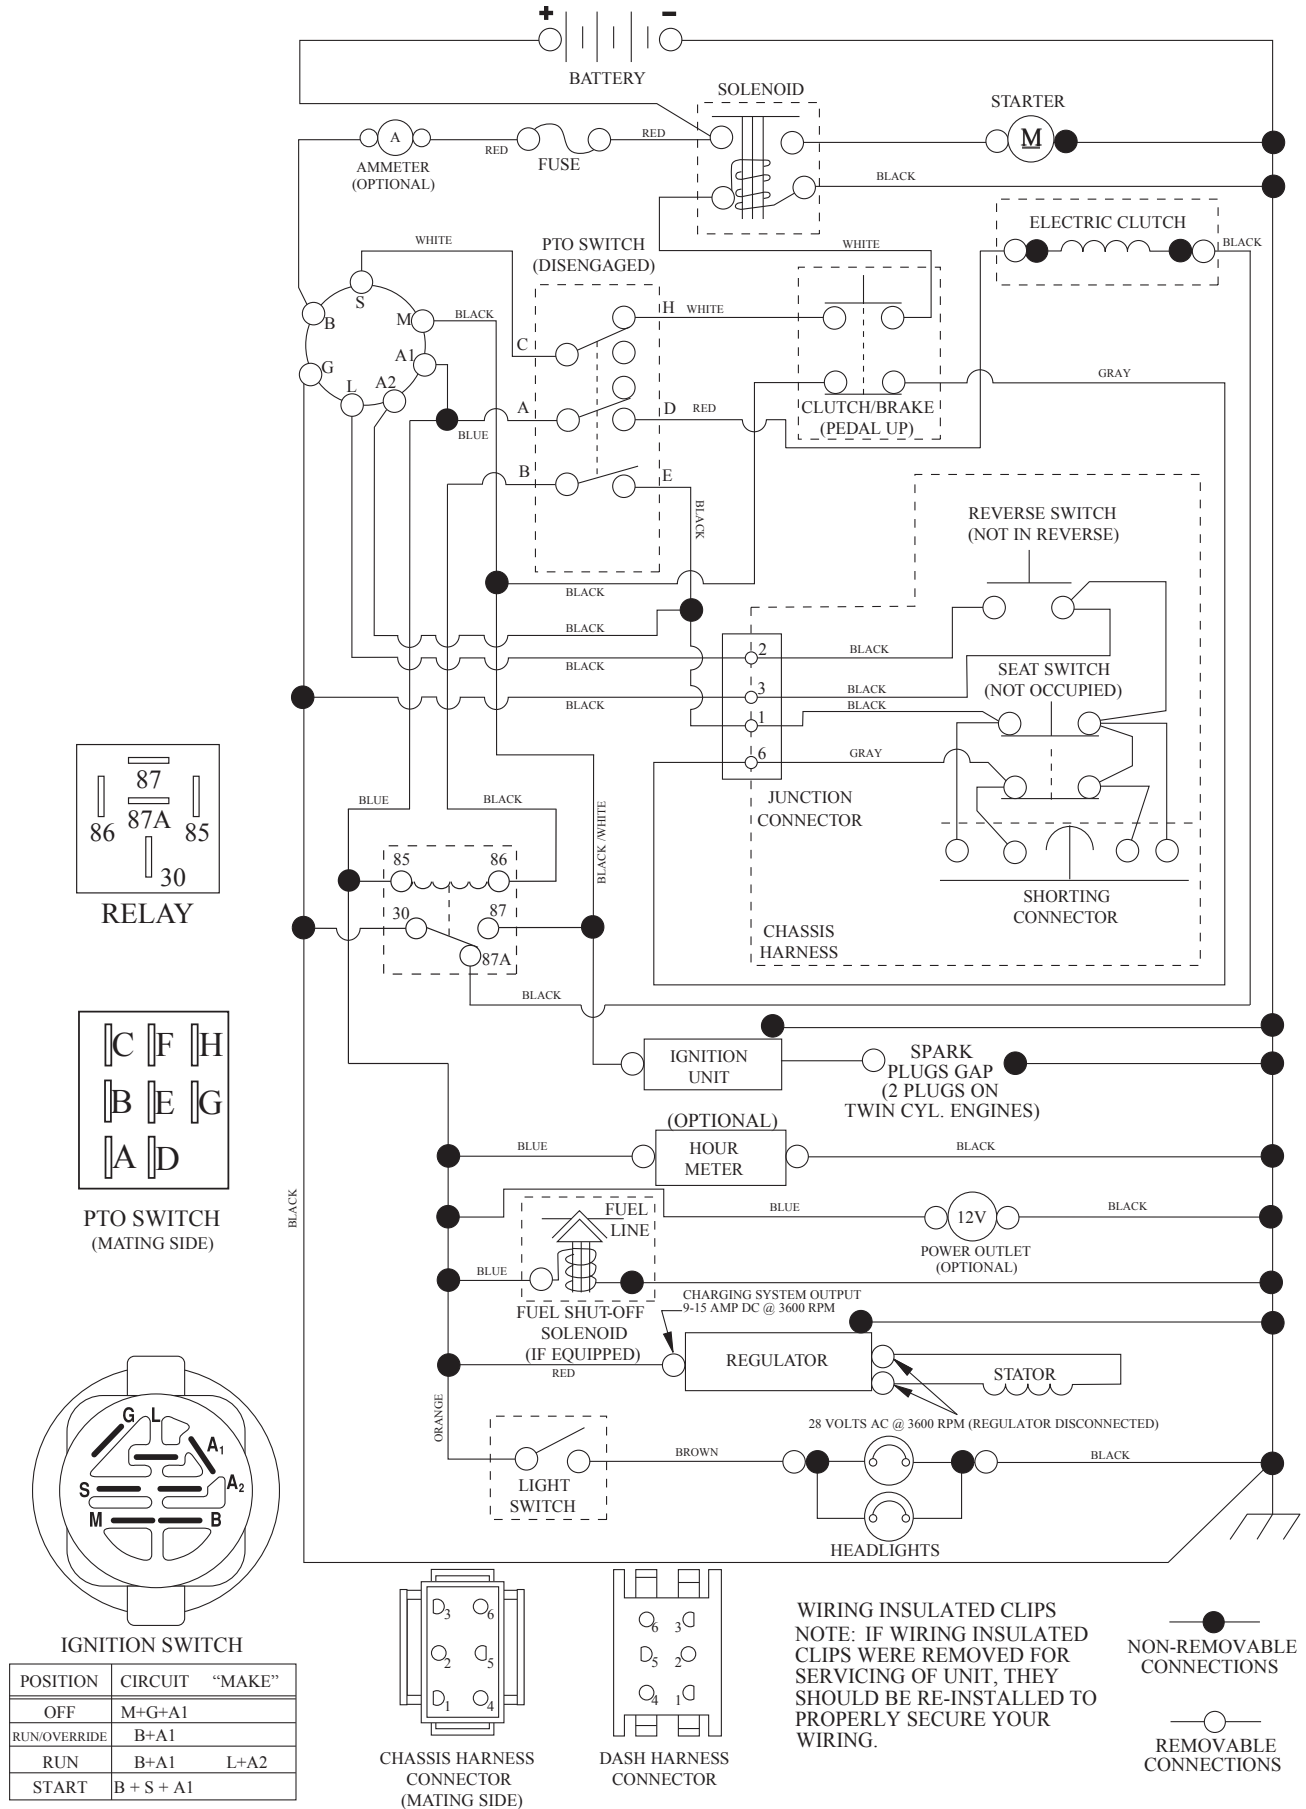 + −
BATTERY
SOLENOID
STARTER
A
RED
FUSE
RED
M
AMMETER
(OPTIONAL)
BLACK
ELECTRIC CLUTCH
WHITE
PTO SWITCH
(DISENGAGED)
WHITE
BLACK
S
B
M
BLACK
H
WHITE
C
G
A1
L
A2
GRAY
A
BLUE
D
RED
CLUTCH/BRAKE
(PEDAL UP)
B
E
BLACK
REVERSE SWITCH
(NOT IN REVERSE)
BLACK
BLACK
2
BLACK
BLACK
SEAT SWITCH
(NOT OCCUPIED)
3
BLACK
BLACK
BLACK
1
6
GRAY
JUNCTION
CONNECTOR
87
86
87A
85
30
RELAY
BLUE
BLACK
BLACK /WHITE
85
86
30
87
87A
SHORTING
CONNECTOR
CHASSIS
HARNESS
BLACK
C F H
B E G
A D
PTO SWITCH
(MATING SIDE)
IGNITION
UNIT
SPARK
PLUGS GAP
(2 PLUGS ON
TWIN CYL. ENGINES)
(OPTIONAL)
BLUE
HOUR
METER
BLACK
BLACK
FUEL
LINE
BLUE
12V
BLACK
POWER OUTLET
(OPTIONAL)
BLUE
FUEL SHUT-OFF
SOLENOID
(IF EQUIPPED)
CHARGING SYSTEM OUTPUT
9-15 AMP DC @ 3600 RPM
RED
REGULATOR
STATOR
28 VOLTS AC @ 3600 RPM (REGULATOR DISCONNECTED)
ORANGE
LIGHT
SWITCH
BROWN
BLACK
HEADLIGHTS
G L
A1
S
A2
M
B
IGNITION SWITCH
POSITION CIRCUIT “MAKE”
OFF M+G+A1
RUN/OVERRIDE B+A1
RUN B+A1 L+A2
START B + S + A1
3 6
2 5
1 4
CHASSIS HARNESS
CONNECTOR
(MATING SIDE)
6 3
5 2
4 1
DASH HARNESS
CONNECTOR
WIRING INSULATED CLIPS
NOTE: IF WIRING INSULATED
CLIPS WERE REMOVED FOR
SERVICING OF UNIT, THEY
SHOULD BE RE-INSTALLED TO
PROPERLY SECURE YOUR
WIRING.
NON-REMOVABLE
CONNECTIONS
REMOVABLE
CONNECTIONS